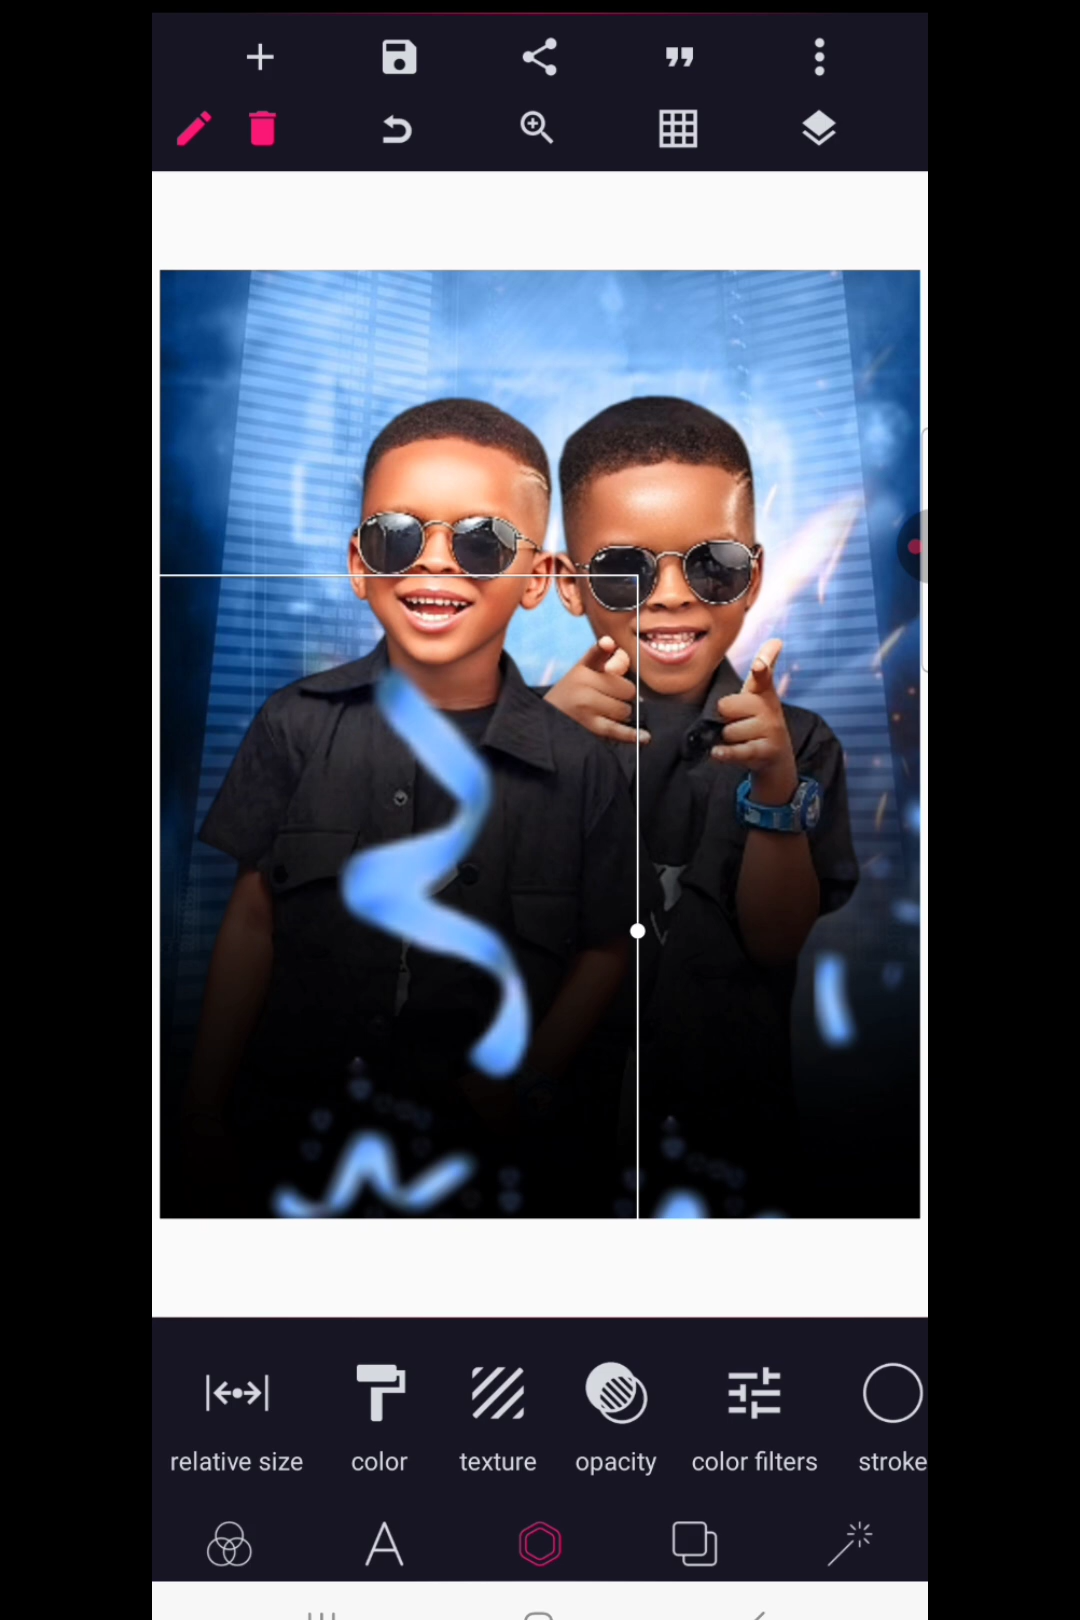 relative size
color
texture
opacity
color filters
stroke